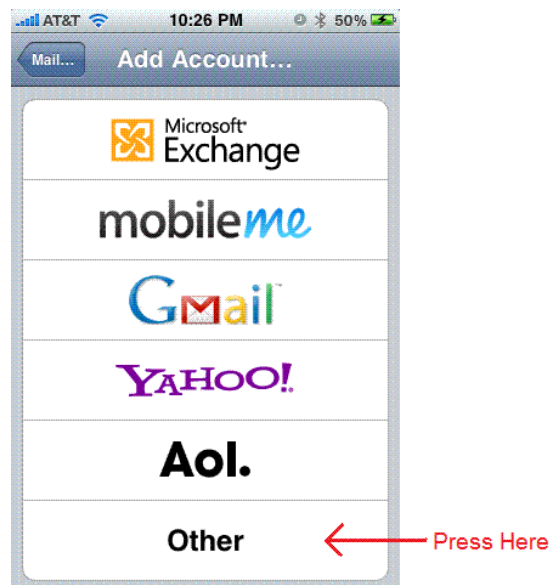 AT&T 10:26 PM 50%
Mail... Add Account...
Microsoft
Exchange
mobileme
Gmail
YAHOO!
Aol.
Other Press Here